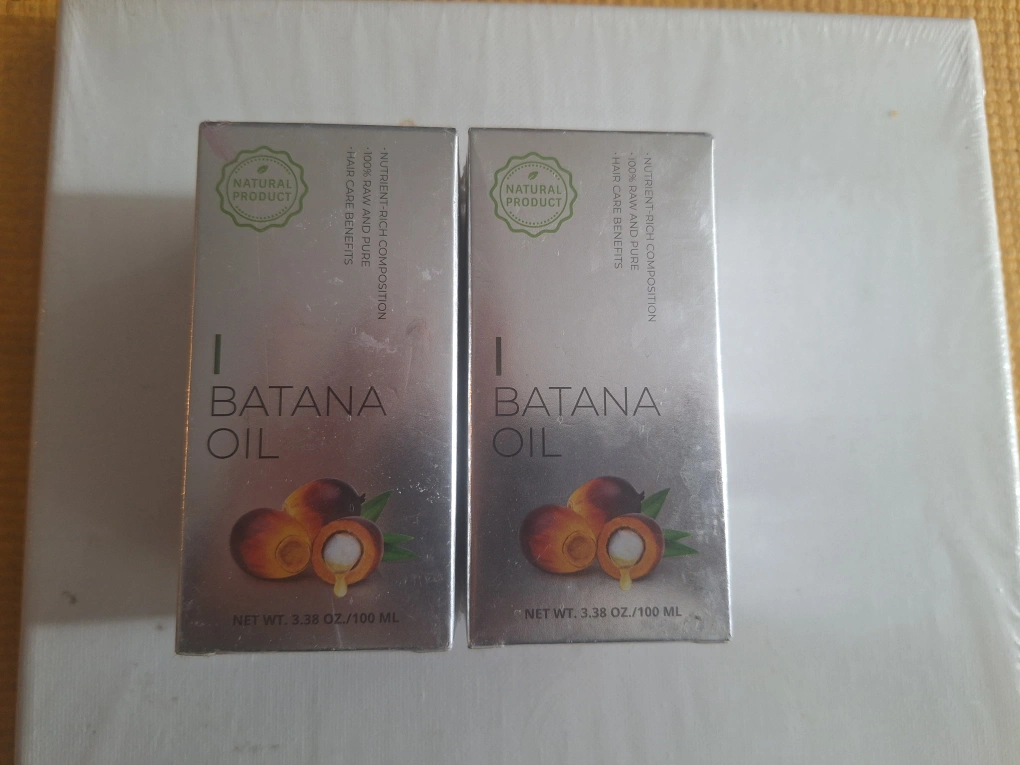 NATURAL
PRODUCT
·NUTRIENT-RICH COMPOSITION
·100% RAW AND PURE
·HAIR CARE BENEFITS
BATANA
OIL
NET WT. 3.38 OZ./100 ML
NATURAL
PRODUCT
·NUTRIENT-RICH COMPOSITION
·100% RAW AND PURE
·HAIR CARE BENEFITS
BATANA
OIL
NET WT. 3.38 OZ./100 ML